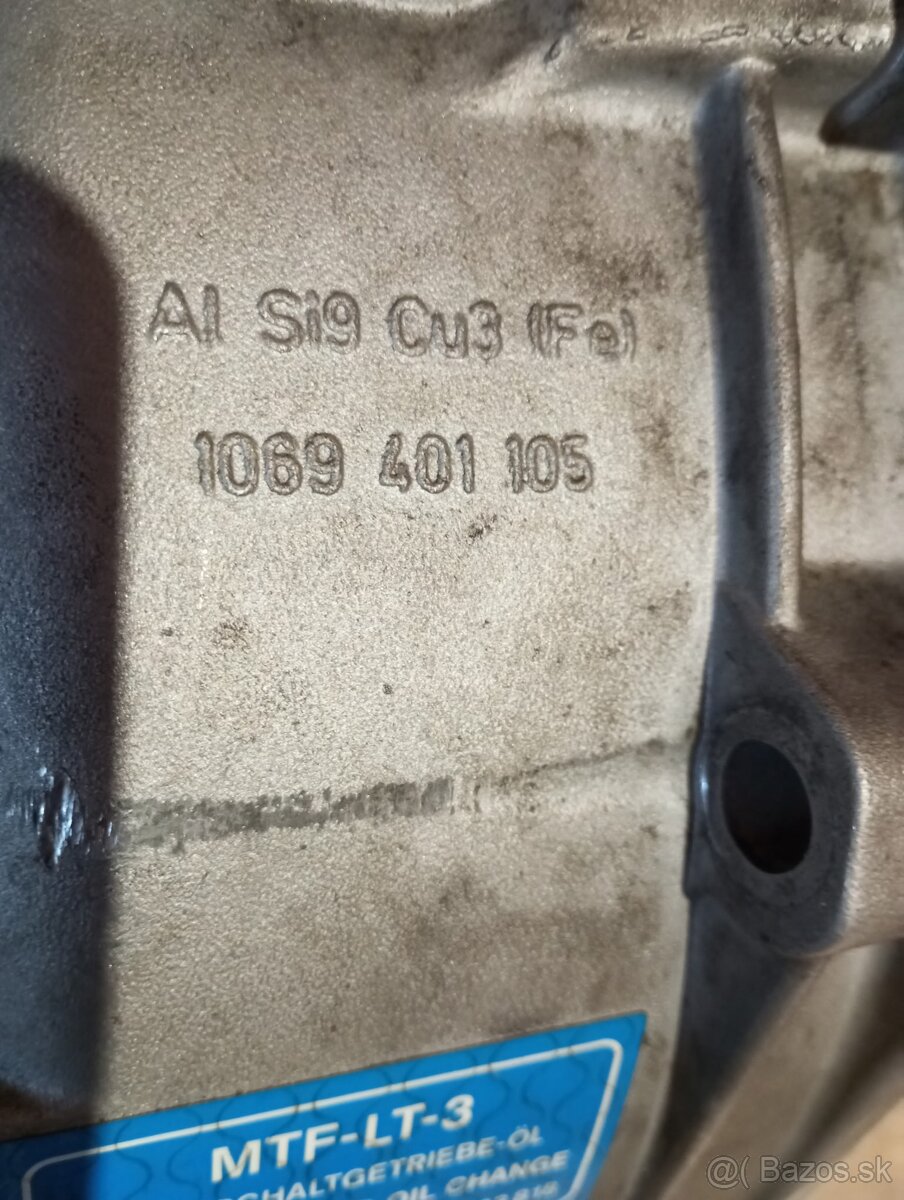 Al Si9 Cu3 (Fe)
1069 401 105
MTF-LT-3
SCHALTGETRIEBE-ÖL
OIL CHANGE
@( Bazos.sk